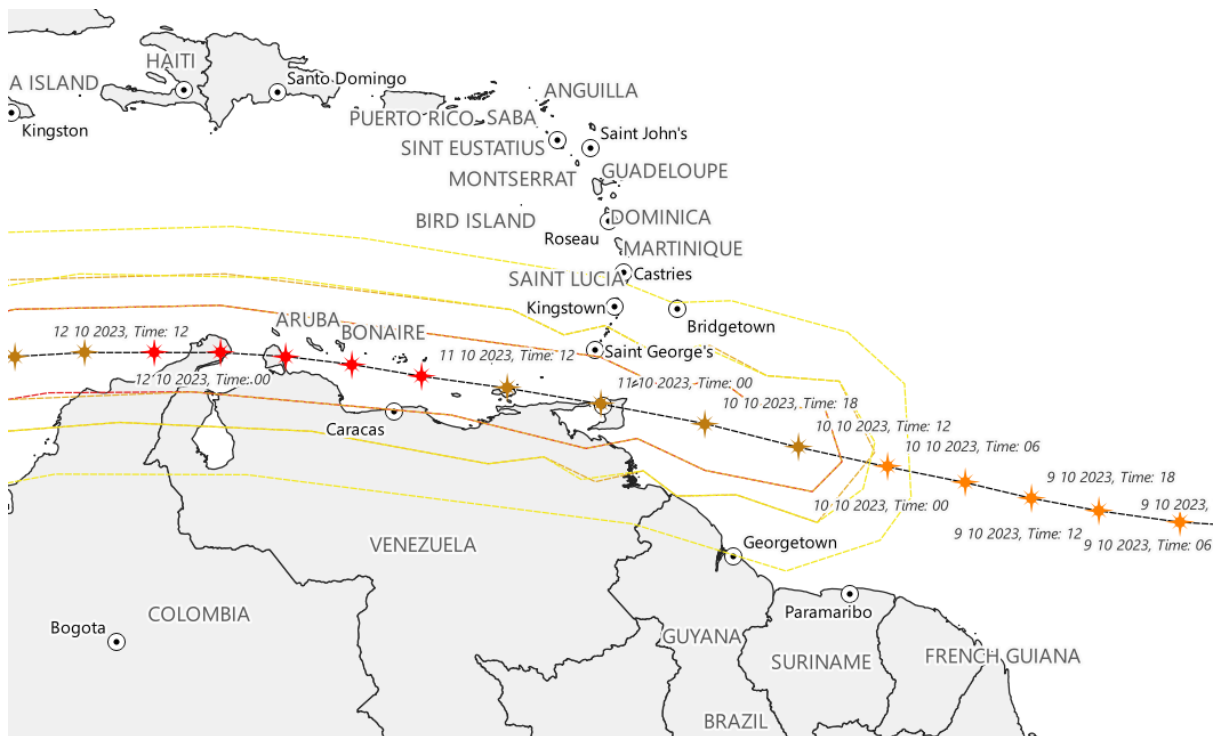 HAITI
Santo Domingo
A ISLAND
ANGUILLA
Kingston
PUERTO RICO
SABA
Saint John's
SINT EUSTATIUS
GUADELOUPE
MONTSERRAT
BIRD ISLAND
DOMINICA
Roseau
MARTINIQUE
SAINT LUCIA
Castries
Kingstown
ARUBA
Bridgetown
12 10 2023, Time: 12
BONAIRE
11 10 2023, Time: 12
Saint George's
12 10 2023, Time: 00
11 10 2023, Time: 00
10 10 2023, Time: 18
Caracas
10 10 2023, Time: 12
10 10 2023, Time: 06
9 10 2023, Time: 18
10 10 2023, Time: 00
9 10 2023,
9 10 2023, Time: 12
9 10 2023, Time: 06
VENEZUELA
Georgetown
COLOMBIA
Paramaribo
Bogota
GUYANA
SURINAME
FRENCH GUIANA
BRAZIL